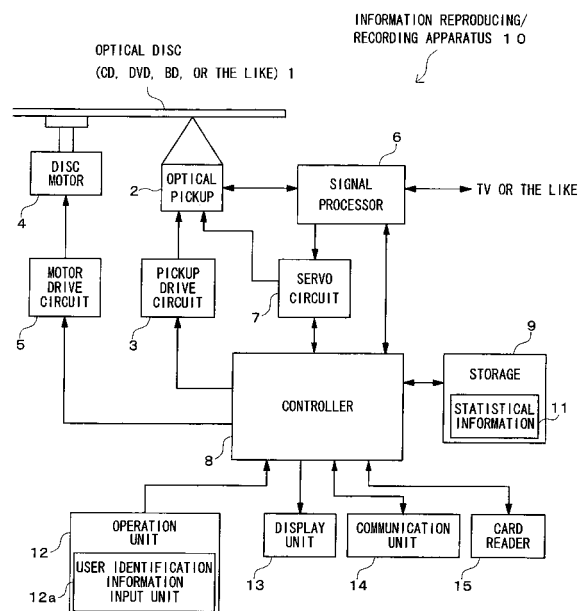 INFORMATION REPRODUCING/
RECORDING APPARATUS 10
OPTICAL DISC
(CD, DVD, BD, OR THE LIKE) 1
6
DISC
MOTOR
4
2
OPTICAL
PICKUP
SIGNAL
PROCESSOR
TV OR THE LIKE
MOTOR
DRIVE
CIRCUIT
5
PICKUP
DRIVE
CIRCUIT
3
SERVO
CIRCUIT
7
9
STORAGE
STATISTICAL
INFORMATION
11
CONTROLLER
8
12
OPERATION
UNIT
12a
USER IDENTIFICATION
INFORMATION
INPUT UNIT
DISPLAY
UNIT
13
COMMUNICATION
UNIT
14
CARD
READER
15